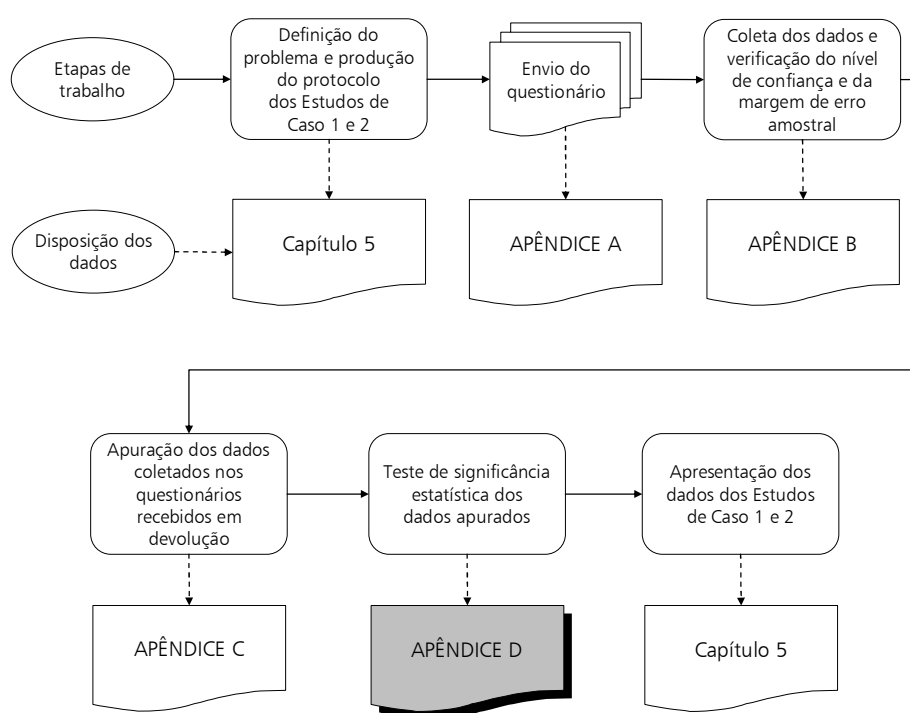 Etapas de
trabalho
Definição do
problema e produção
do protocolo
dos Estudos de
Caso 1 e 2
Envio do
questionário
Coleta dos dados e
verificação do nível
de confiança e da
margem de erro
amostral
Disposição dos
dados
Capítulo 5
APÊNDICE A
APÊNDICE B
Apuração dos dados
coletados nos
questionários
recebidos em
devolução
Teste de significância
estatística dos
dados apurados
Apresentação dos
dados dos Estudos
de Caso 1 e 2
APÊNDICE C
APÊNDICE D
Capítulo 5